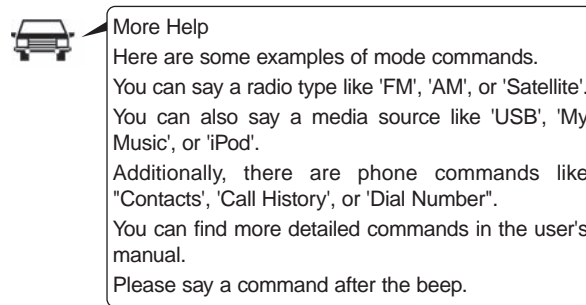 More Help
Here are some examples of mode commands.
You can say a radio type like 'FM', 'AM', or 'Satellite'.
You can also say a media source like 'USB', 'My
Music', or 'iPod'.
Additionally, there are phone commands like
"Contacts', 'Call History', or 'Dial Number".
You can find more detailed commands in the user's
manual.
Please say a command after the beep.